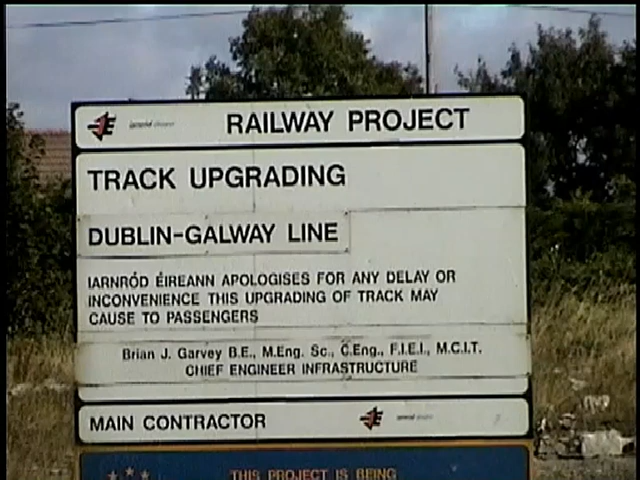 RAILWAY PROJECT
TRACK UPGRADING
DUBLIN-GALWAY LINE
IARNRÓD ÉIREANN APOLOGISES FOR ANY DELAY OR
INCONVENIENCE THIS UPGRADING OF TRACK MAY
CAUSE TO PASSENGERS
Brian J. Garvey B.E., M.Eng. Sc., C.Eng., F.I.E.I., M.C.I.T.
CHIEF ENGINEER INFRASTRUCTURE
MAIN CONTRACTOR
THIS PROJECT IS BEING